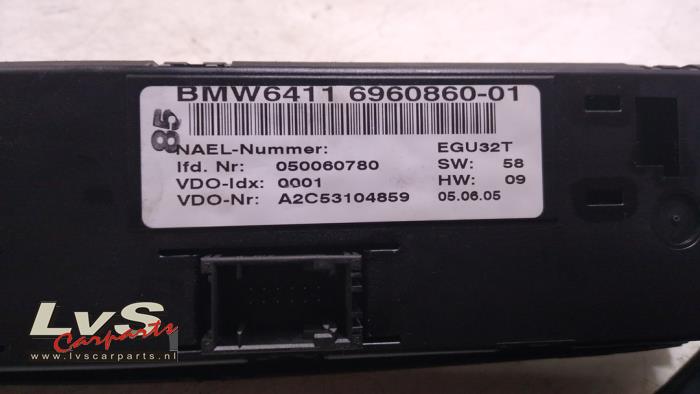 BMW6411 6960860-01
58
NAEL-Nummer: EGU32T
lfd. Nr: 050060780 SW: 58
VDO-Idx: 0001 HW: 09
VDO-Nr: A2C53104859 05.06.05
LvS
Carparts
www.lvscarparts.nl